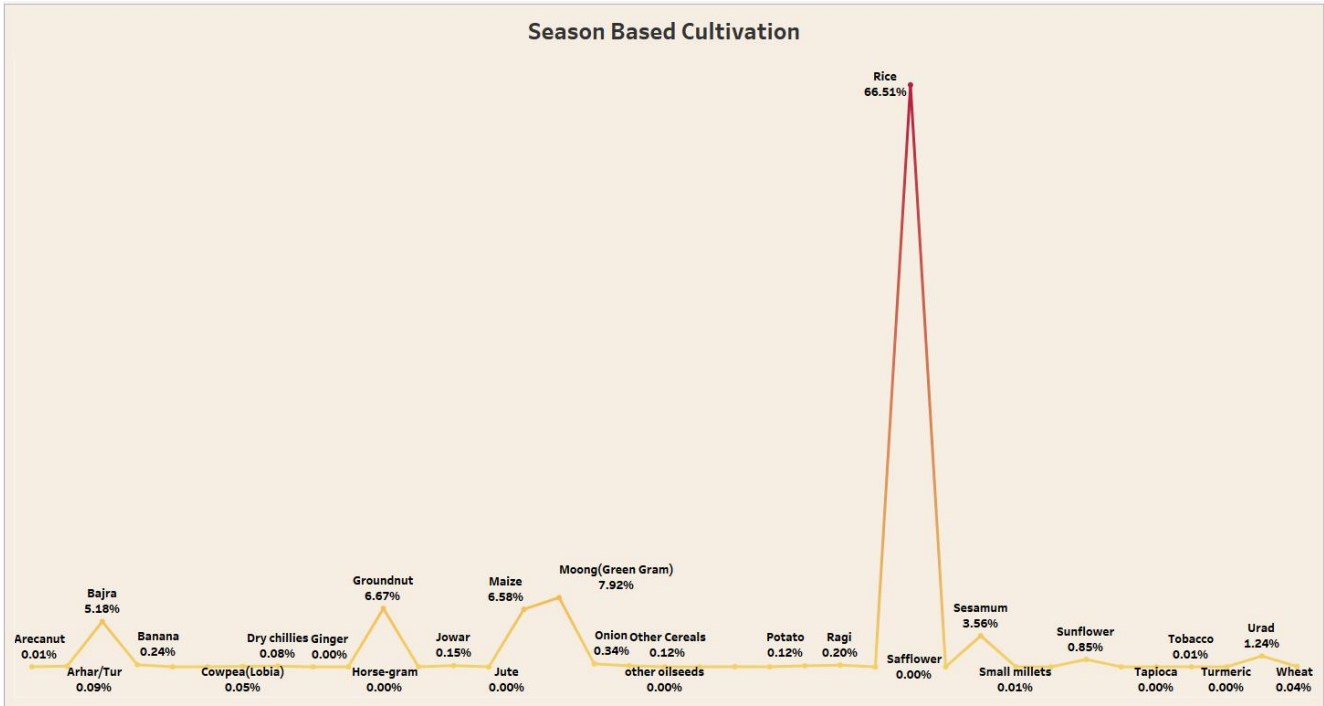 Season Based Cultivation
Rice
66.51%
Moong(Green Gram)
7.92%
Groundnut
6.67%
Maize
6.58%
Bajra
5.18%
Sesamum
3.56%
Sunflower
0.85%
Urad
1.24%
Arecanut
0.01%
Banana
0.24%
Dry chillies
0.08%
Ginger
0.00%
Jowar
0.15%
Onion
0.34%
Other Cereals
0.12%
Potato
0.12%
Ragi
0.20%
Tobacco
0.01%
Safflower
0.00%
Arhar/Tur
0.09%
Cowpea(Lobia)
0.05%
Horse-gram
0.00%
Jute
0.00%
other oilseeds
0.00%
Small millets
0.01%
Tapioca
0.00%
Turmeric
0.00%
Wheat
0.04%